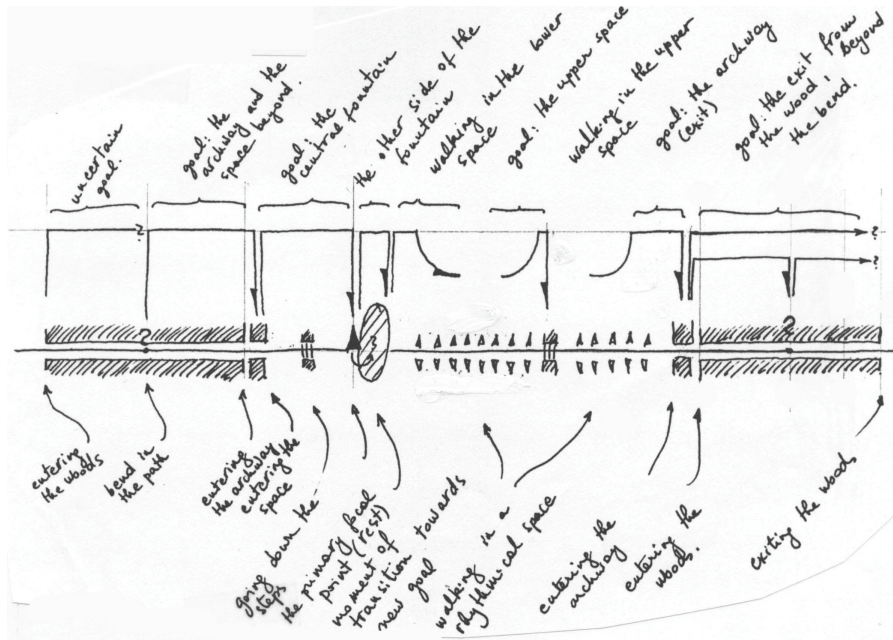 uncertain
goal.
goal: the
archway and the
space beyond.
goal: the
central fountain
the other side of the
fountain
walking in the lower
space
goal: the upper space
walking in the upper
space
goal: the archway
(exit)
goal: the exit from
the wood, beyond
the bend.
?
?
?
?
?
entering
the woods
bend in
the path
entering
the archway
entering the
space
going down the
steps
the primary focal
point (rest)
moment of
transition towards
new goal
walking in a
rhythmical space
entering the
archway
entering the
woods.
exiting the woods